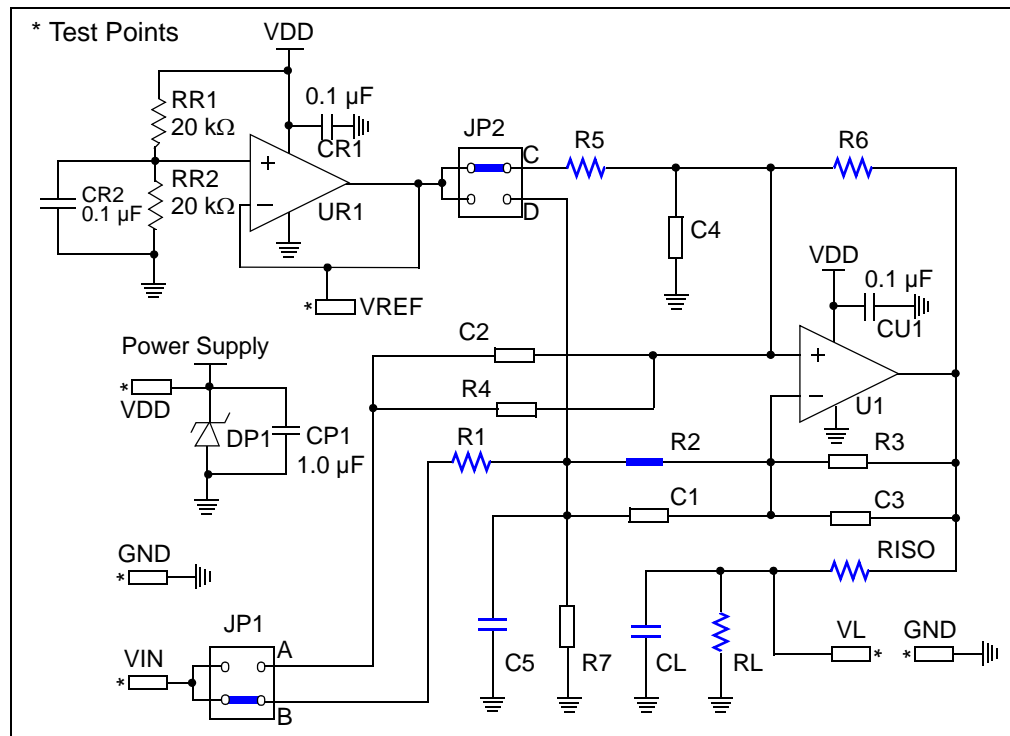 * Test Points
VDD
RR1
20 kΩ
0.1 µF
CR1
JP2
C
R5
R6
+
−
RR2
20 kΩ
CR2
0.1 µF
UR1
D
C4
VDD
0.1 µF
CU1
* VREF
C2
+
−
U1
Power Supply
*
VDD
R4
DP1
CP1
1.0 µF
R1
R2
R3
C1
C3
RISO
GND
*
JP1
A
VIN
*
B
C5
R7
CL
RL
VL
*
GND
*